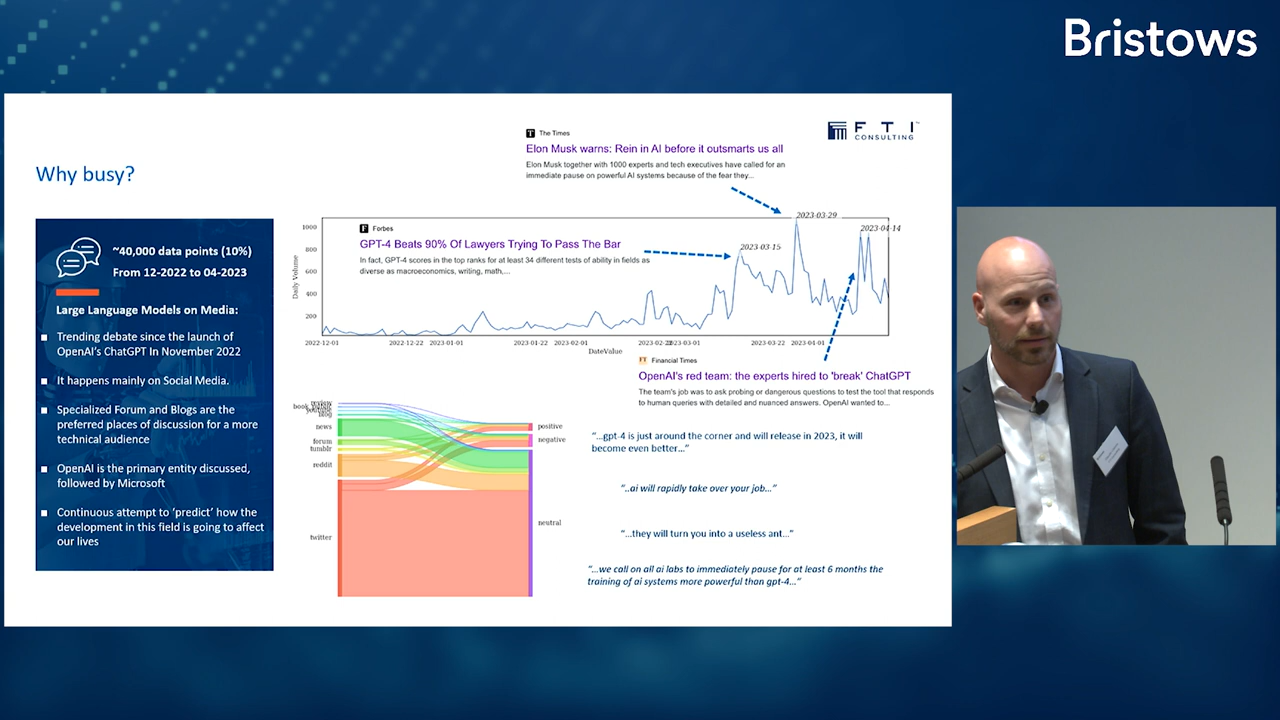 Bristows
FTI
CONSULTING
The Times
Elon Musk warns: Rein in AI before it outsmarts us all
Elon Musk together with 1000 experts and tech executives have called for an
immediate pause on powerful AI systems because of the fear they...
Why busy?
~40,000 data points (10%)
From 12-2022 to 04-2023
Large Language Models on Media:
Trending debate since the launch of
OpenAI's ChatGPT In November 2022
It happens mainly on Social Media.
Specialized Forum and Blogs are the
preferred places of discussion for a more
technical audience
OpenAI is the primary entity discussed,
followed by Microsoft
Continuous attempt to 'predict' how the
development in this field is going to affect
our lives
2023-03-29
2023-04-14
2023-03-15
Forbes
GPT-4 Beats 90% Of Lawyers Trying To Pass The Bar
In fact, GPT-4 scores in the top ranks for at least 34 different tests of ability in fields as
diverse as macroeconomics, writing, math,...
Daily Volume
1000
800
600
400
200
2022-12-01 2022-12-22 2023-01-01 2023-01-22 2023-02-01 2023-03-01 2023-03-22 2023-04-01
DateValue
Financial Times
OpenAI's red team: the experts hired to 'break' ChatGPT
The team's job was to ask probing or dangerous questions to test the tool that responds
to human queries with detailed and nuanced answers. OpenAI wanted to...
review
blog
news
forum
tumblr
reddit
twitter
positive
negative
neutral
"...gpt-4 is just around the corner and will release in 2023, it will
become even better..."
"..ai will rapidly take over your job..."
"...they will turn you into a useless ant..."
"...we call on all ai labs to immediately pause for at least 6 months the
training of ai systems more powerful than gpt-4..."